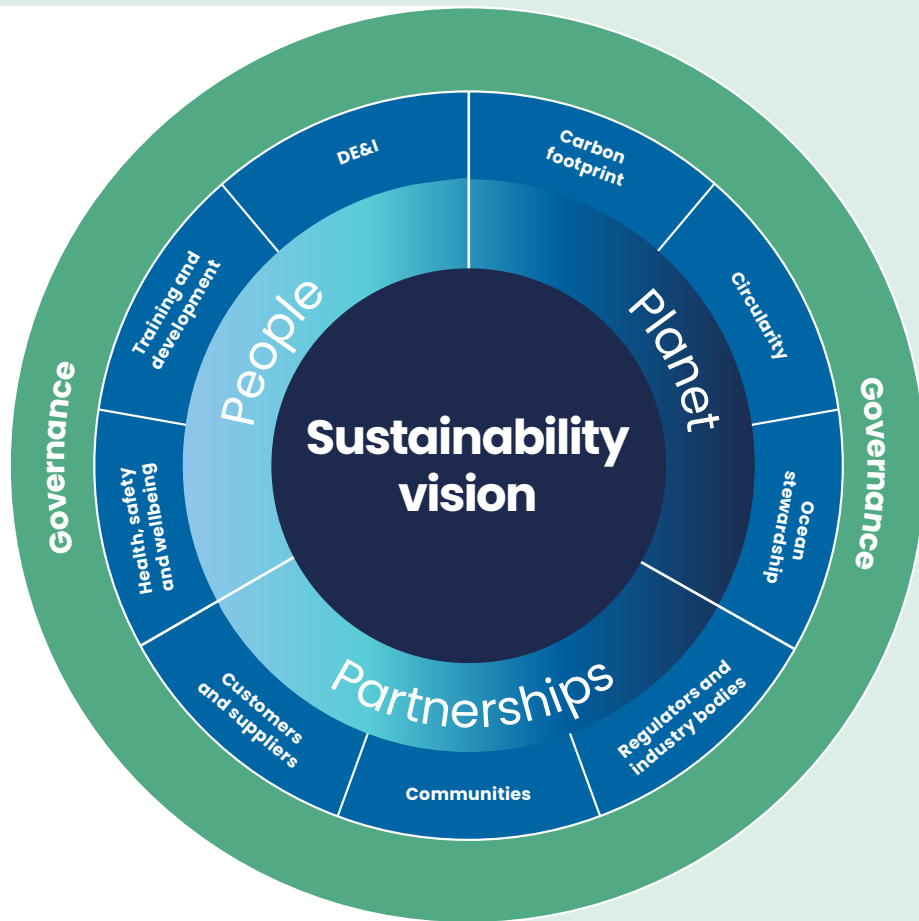 Sustainability
vision
People
Planet
Partnerships
DE&I
Carbon
footprint
Circularity
Ocean
stewardship
Regulators and
industry bodies
Communities
Customers
and suppliers
Health, safety
and wellbeing
Training and
development
Governance
Governance